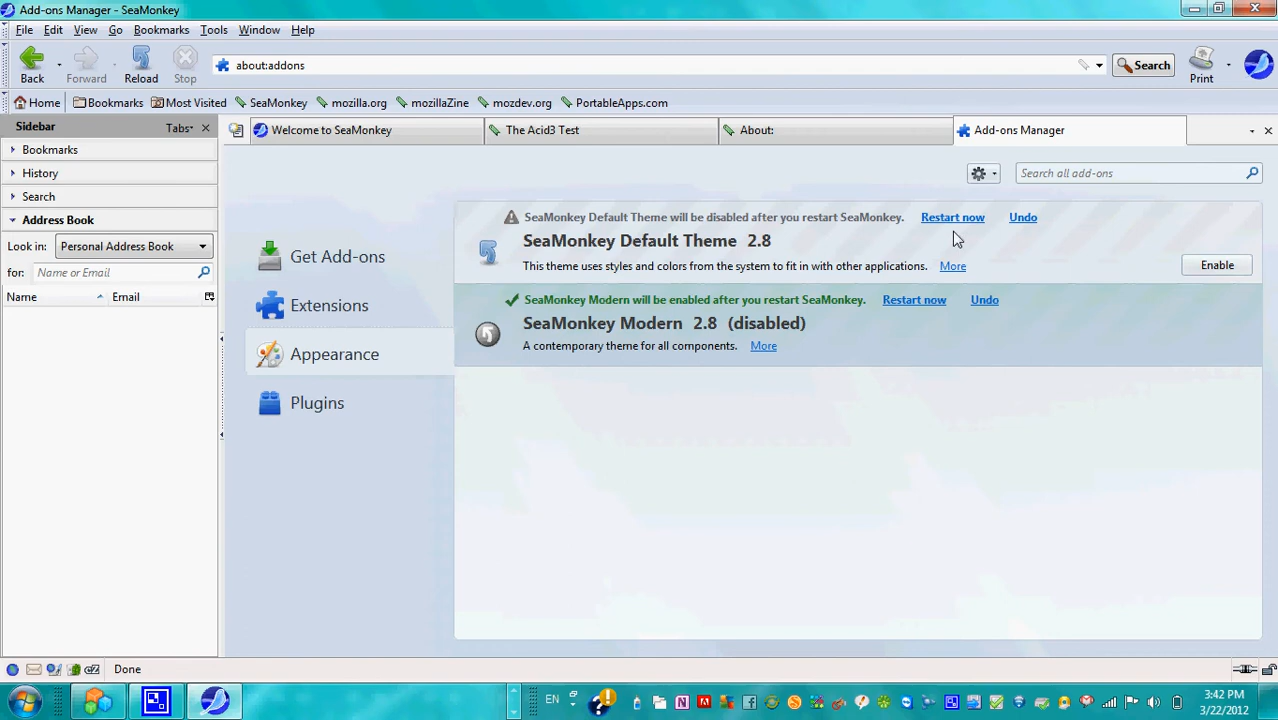 Add-ons Manager - SeaMonkey
File Edit View Go Bookmarks Tools Window Help
Back Forward Reload Stop about:addons Search Print
Home Bookmarks Most Visited SeaMonkey mozilla.org mozillaZine mozdev.org PortableApps.com
Sidebar Tabs
Welcome to SeaMonkey The Acid3 Test About: Add-ons Manager
Bookmarks
History
Search
Address Book
Look in: Personal Address Book
for: Name or Email
Name Email
Search all add-ons
Get Add-ons
Extensions
Appearance
Plugins
SeaMonkey Default Theme will be disabled after you restart SeaMonkey. Restart now Undo
SeaMonkey Default Theme 2.8
This theme uses styles and colors from the system to fit in with other applications. More
Enable
SeaMonkey Modern will be enabled after you restart SeaMonkey. Restart now Undo
SeaMonkey Modern 2.8 (disabled)
A contemporary theme for all components. More
Done
EN
3:42 PM
3/22/2012